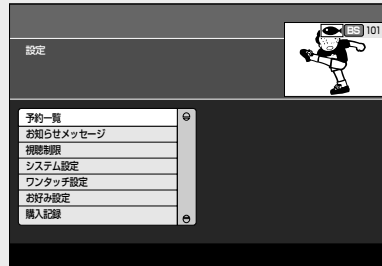 BS 101
設定
予約一覧
お知らせメッセージ
視聴制限
システム設定
ワンタッチ設定
お好み設定
購入記録